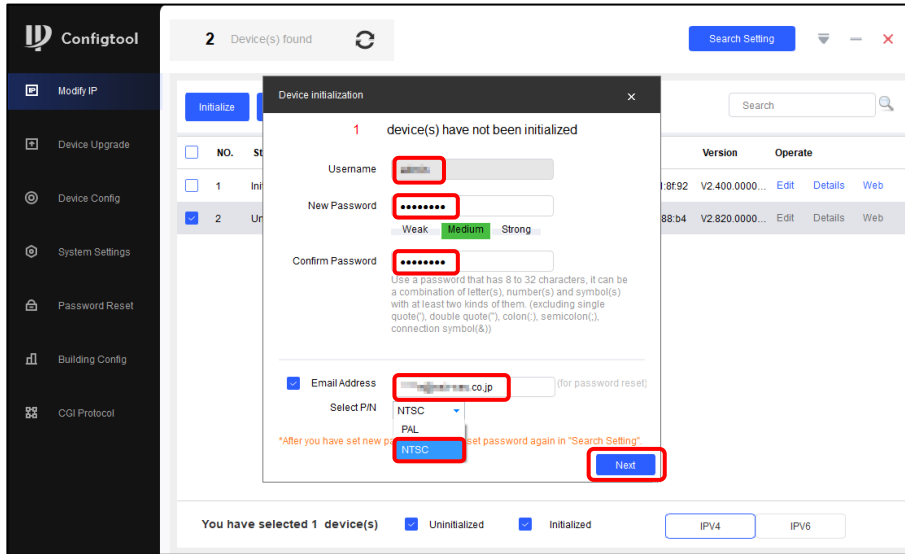 Configtool
2 Device(s) found
Search Setting
Modify IP
Device Upgrade
Device Config
System Settings
Password Reset
Building Config
CGI Protocol
Initialize
Search
Device initialization
1 device(s) have not been initialized
Username
New Password
Weak Medium Strong
Confirm Password
Use a password that has 8 to 32 characters, it can be
a combination of letter(s), number(s) and symbol(s)
with at least two kinds of them. (excluding single
quote('), double quote("), colon(:), semicolon(;),
connection symbol(&))
Email Address .co.jp (for password reset)
Select P/N NTSC
PAL
NTSC
*After you have set new set password again in "Search Setting".
Next
NO. Version Operate
1 8f:92 V2.400.0000... Edit Details Web
2 88:b4 V2.820.0000... Edit Details Web
You have selected 1 device(s) Uninitialized Initialized IPV4 IPV6